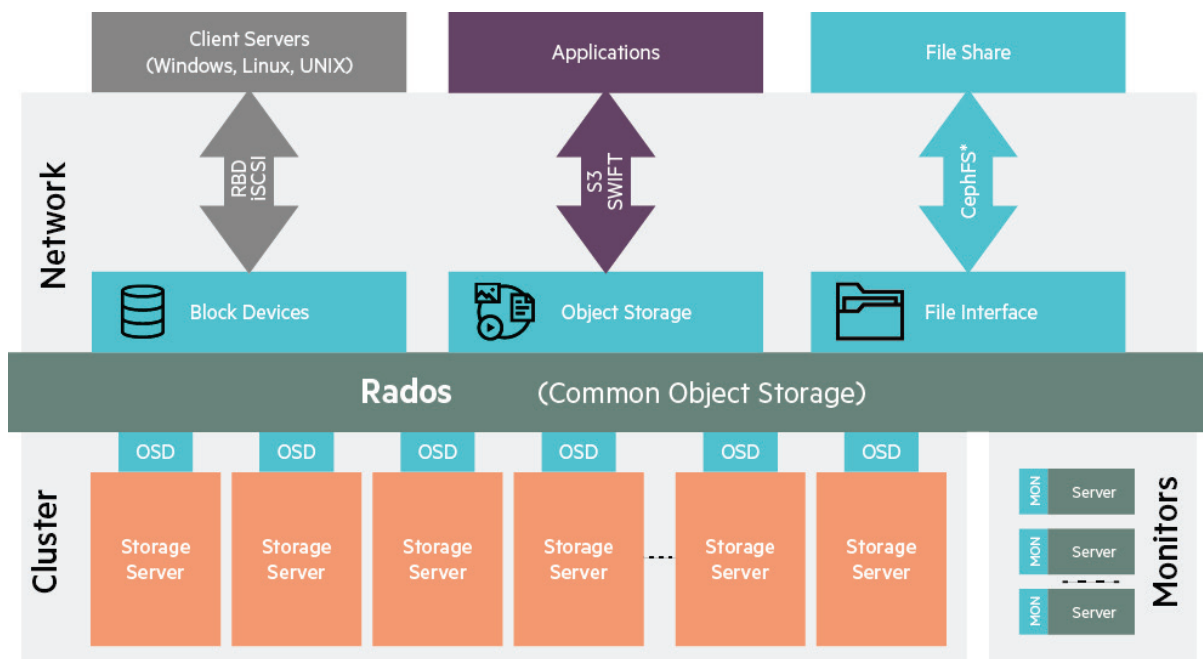 Client Servers
(Windows, Linux, UNIX)
Applications
File Share
Network
RBD
iSCSI
S3
SWIFT
CephFS*
Block Devices
Object Storage
File Interface
Rados (Common Object Storage)
OSD OSD OSD OSD OSD OSD
Cluster
Storage
Server
Storage
Server
Storage
Server
Storage
Server
Storage
Server
Storage
Server
MON Server
MON Server
MON Server
Monitors